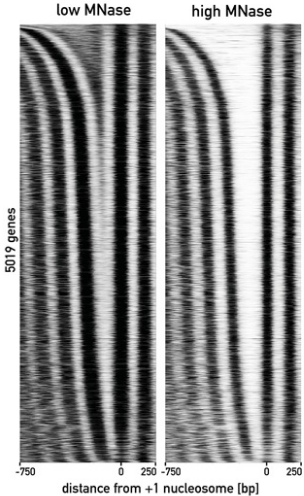 low MNase
high MNase
5019 genes
-750 0 250 -750 0 250
distance from +1 nucleosome [bp]